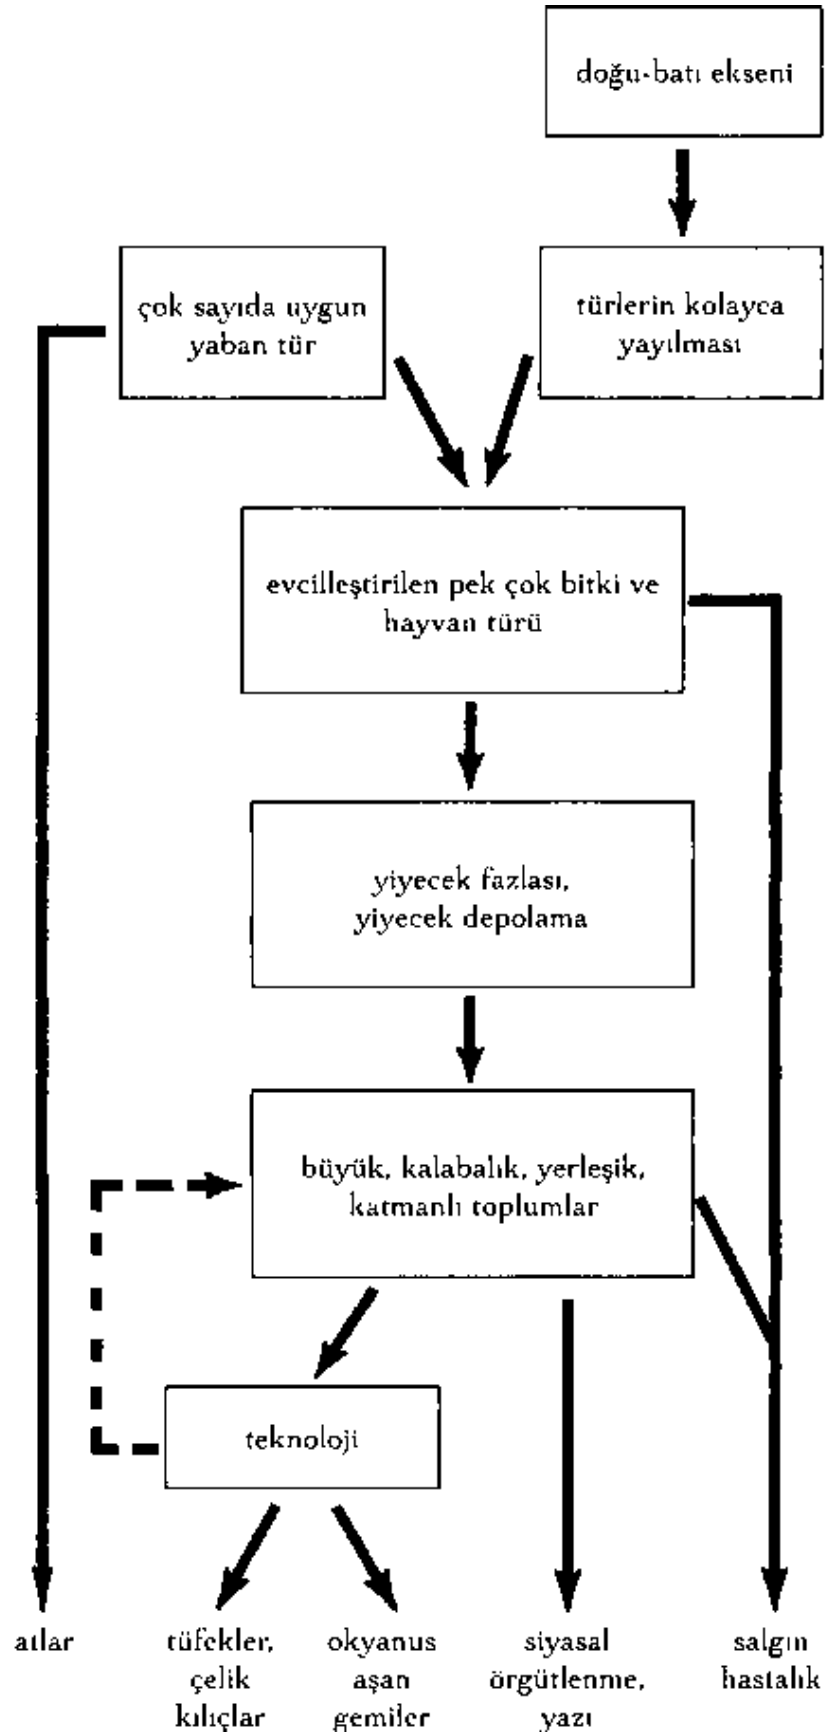 doğu-batı ekseni
çok sayıda uygun
yaban tür
türlerin kolayca
yayılması
evcilleştirilen pek çok bitki ve
hayvan türü
yiyecek fazlası,
yiyecek depolama
büyük, kalabalık, yerleşik,
katmanlı toplumlar
teknoloji
atlar
tüfekler,
çelik
kılıçlar
okyanus
aşan
gemiler
siyasal
örgütlenme,
yazı
salgın
hastalık